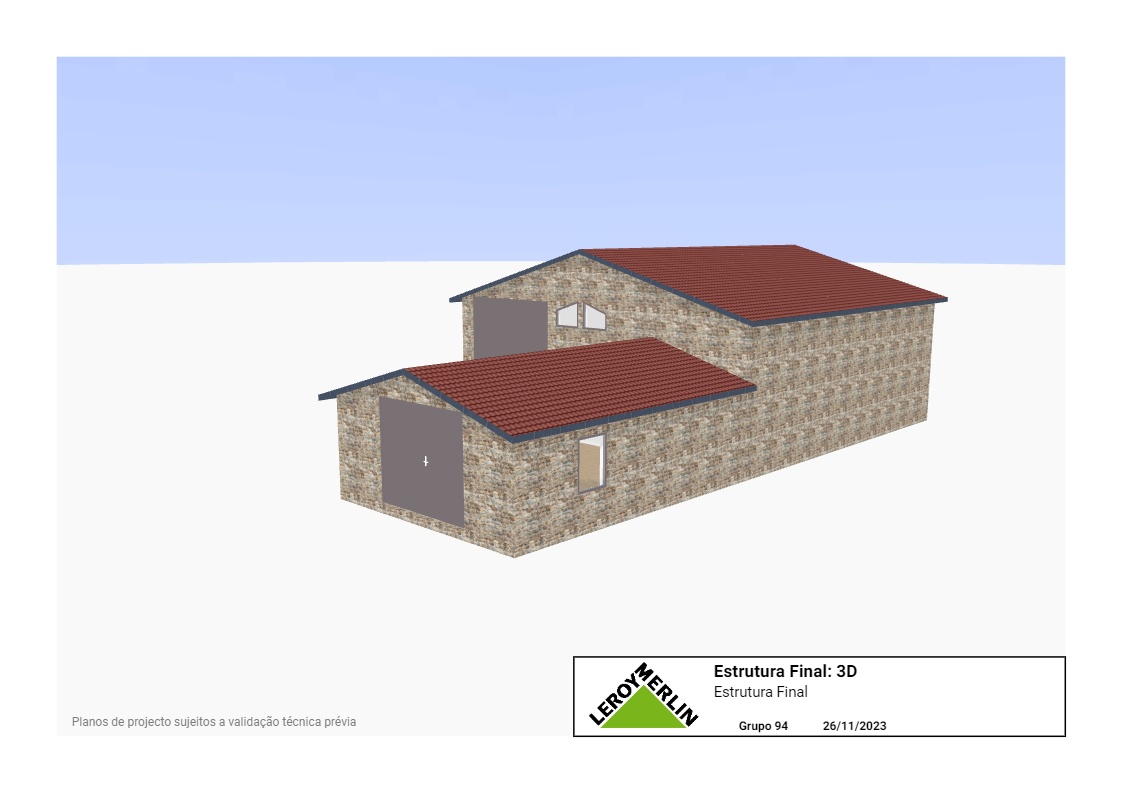 Estrutura Final: 3D
Estrutura Final
LEROY MERLIN
Grupo 94 26/11/2023
Planos de projecto sujeitos a validação técnica prévia